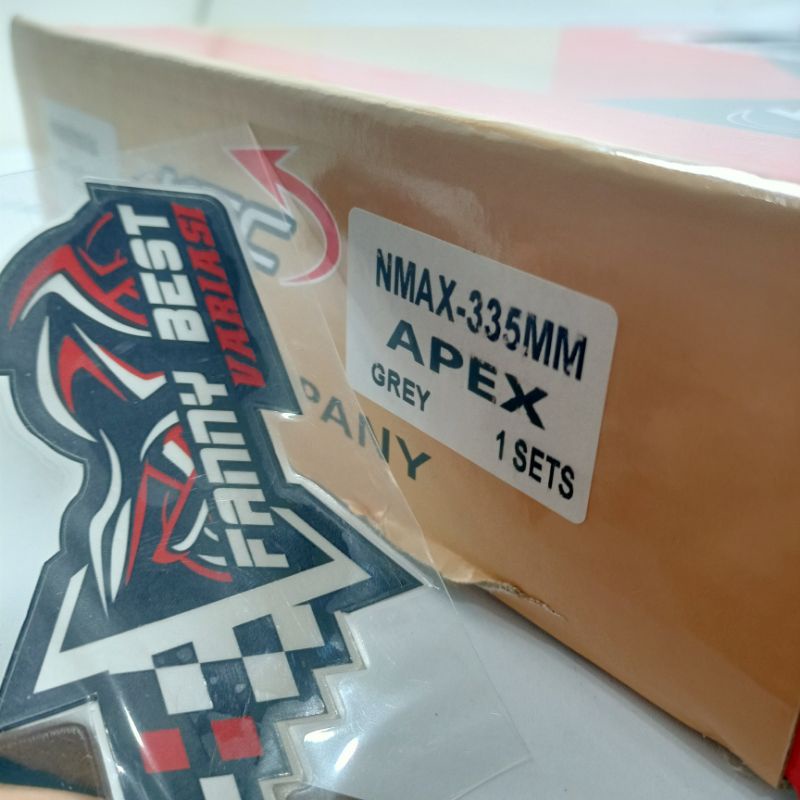 FANNY BEST
VARIASI
NMAX-335MM
APEX
GREY
1 SETS
PANY